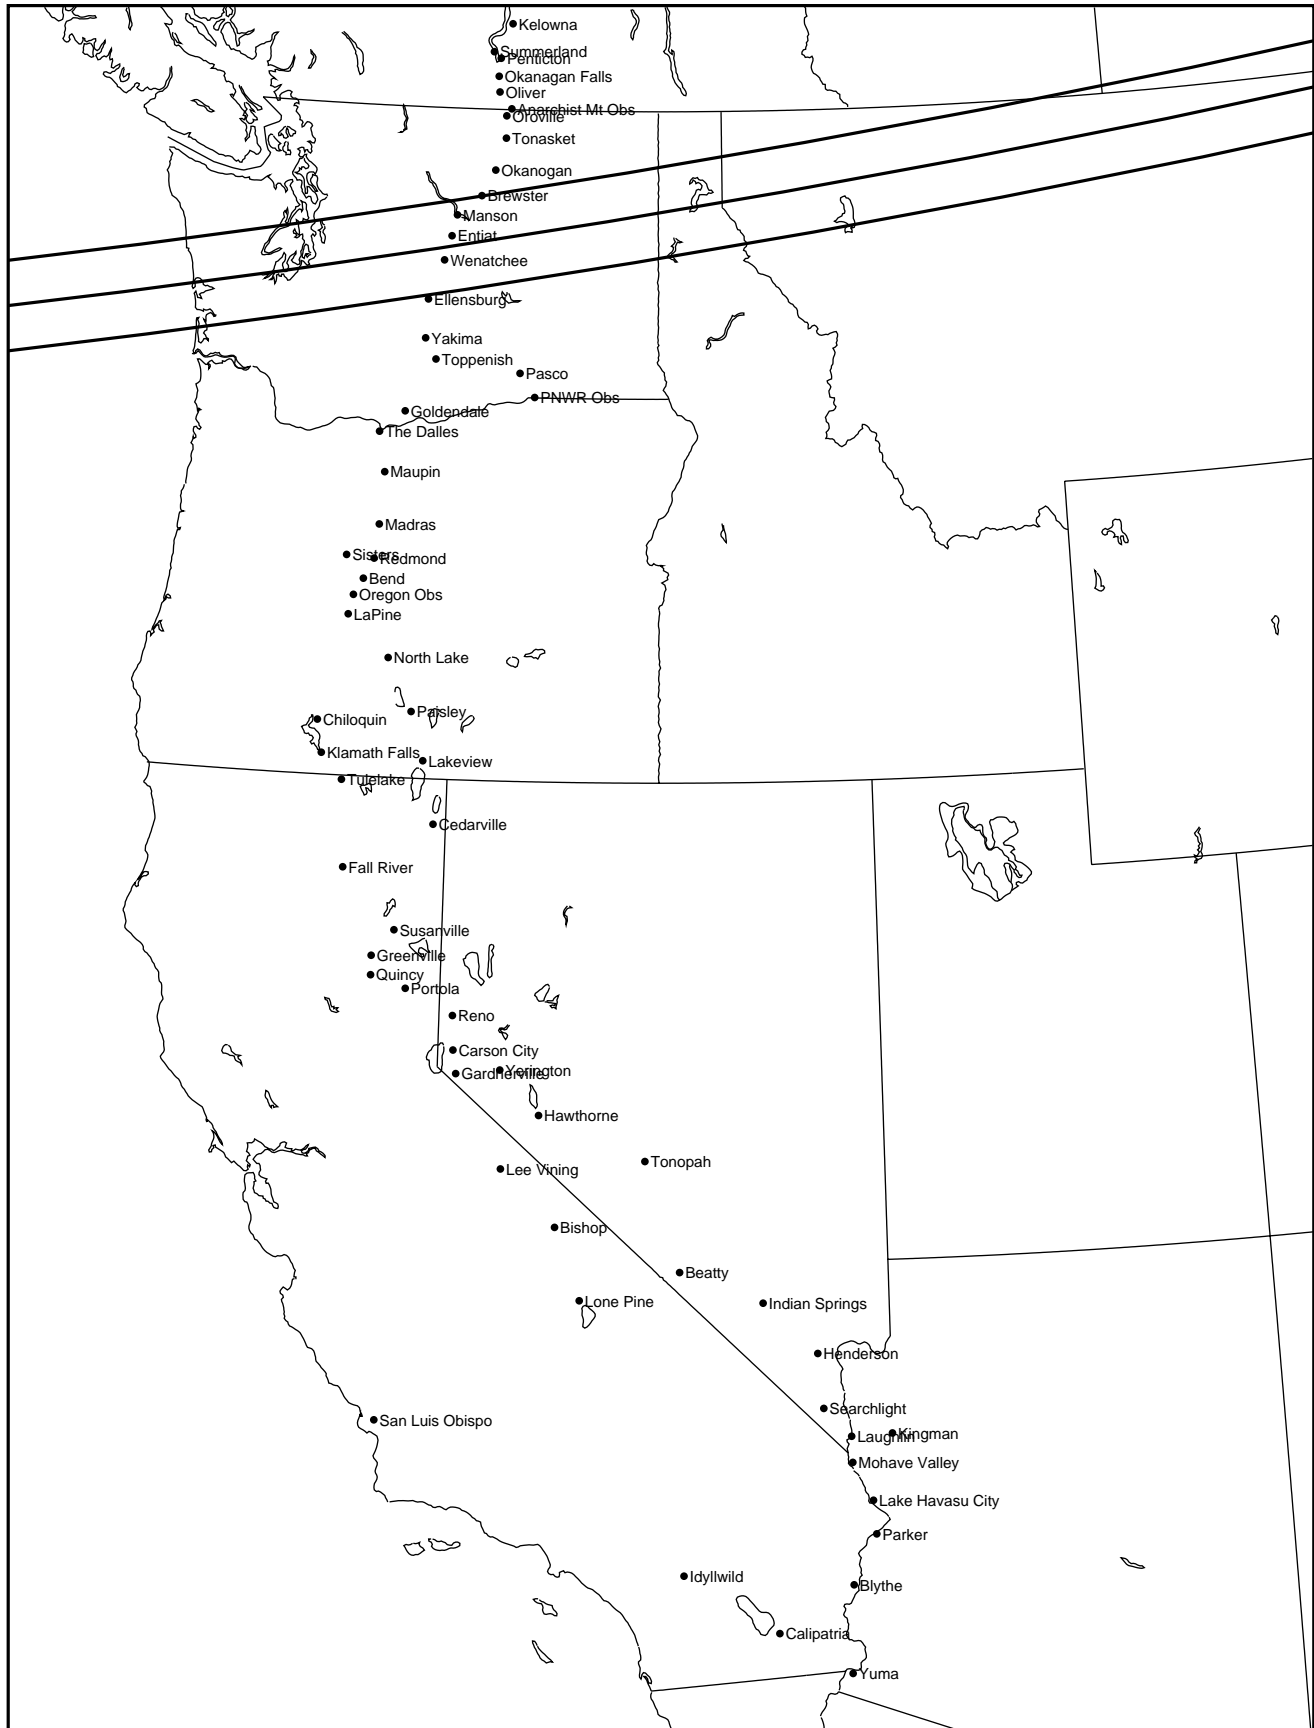 Kelowna
Summerland
Penticton
Okanagan Falls
Oliver
Anarchist Mt Obs
Oroville
Tonasket
Okanogan
Brewster
Manson
Entiat
Wenatchee
Ellensburg
Yakima
Toppenish
Pasco
PNWR Obs
Goldendale
The Dalles
Maupin
Madras
Sisters
Redmond
Bend
Oregon Obs
LaPine
North Lake
Paisley
Chiloquin
Klamath Falls
Lakeview
Tulelake
Cedarville
Fall River
Susanville
Greenville
Quincy
Portola
Reno
Carson City
Yerington
Gardnerville
Hawthorne
Tonopah
Lee Vining
Bishop
Beatty
Lone Pine
Indian Springs
Henderson
Searchlight
San Luis Obispo
Kingman
Laughlin
Mohave Valley
Lake Havasu City
Parker
Idyllwild
Blythe
Calipatria
Yuma